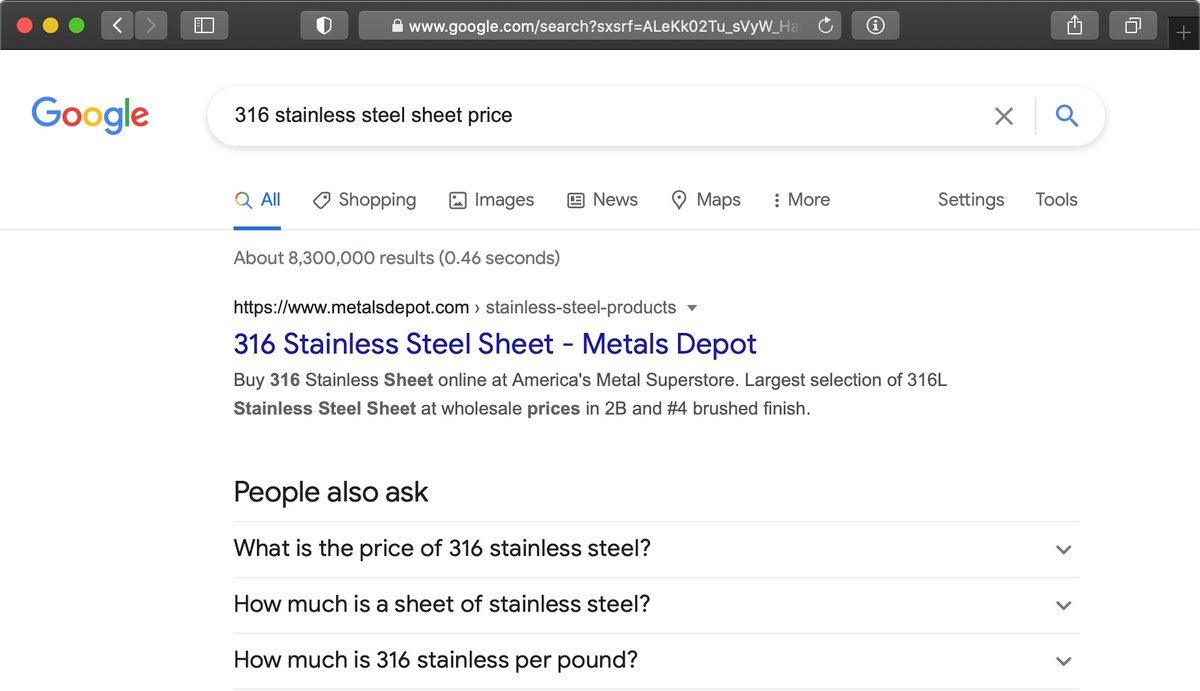 www.google.com/search?sxsrf=ALeKk02Tu_sVyW_Ha
Google
316 stainless steel sheet price
All Shopping Images News Maps More Settings Tools
About 8,300,000 results (0.46 seconds)
https://www.metalsdepot.com › stainless-steel-products
316 Stainless Steel Sheet - Metals Depot
Buy 316 Stainless Sheet online at America's Metal Superstore. Largest selection of 316L
Stainless Steel Sheet at wholesale prices in 2B and #4 brushed finish.
People also ask
What is the price of 316 stainless steel?
How much is a sheet of stainless steel?
How much is 316 stainless per pound?